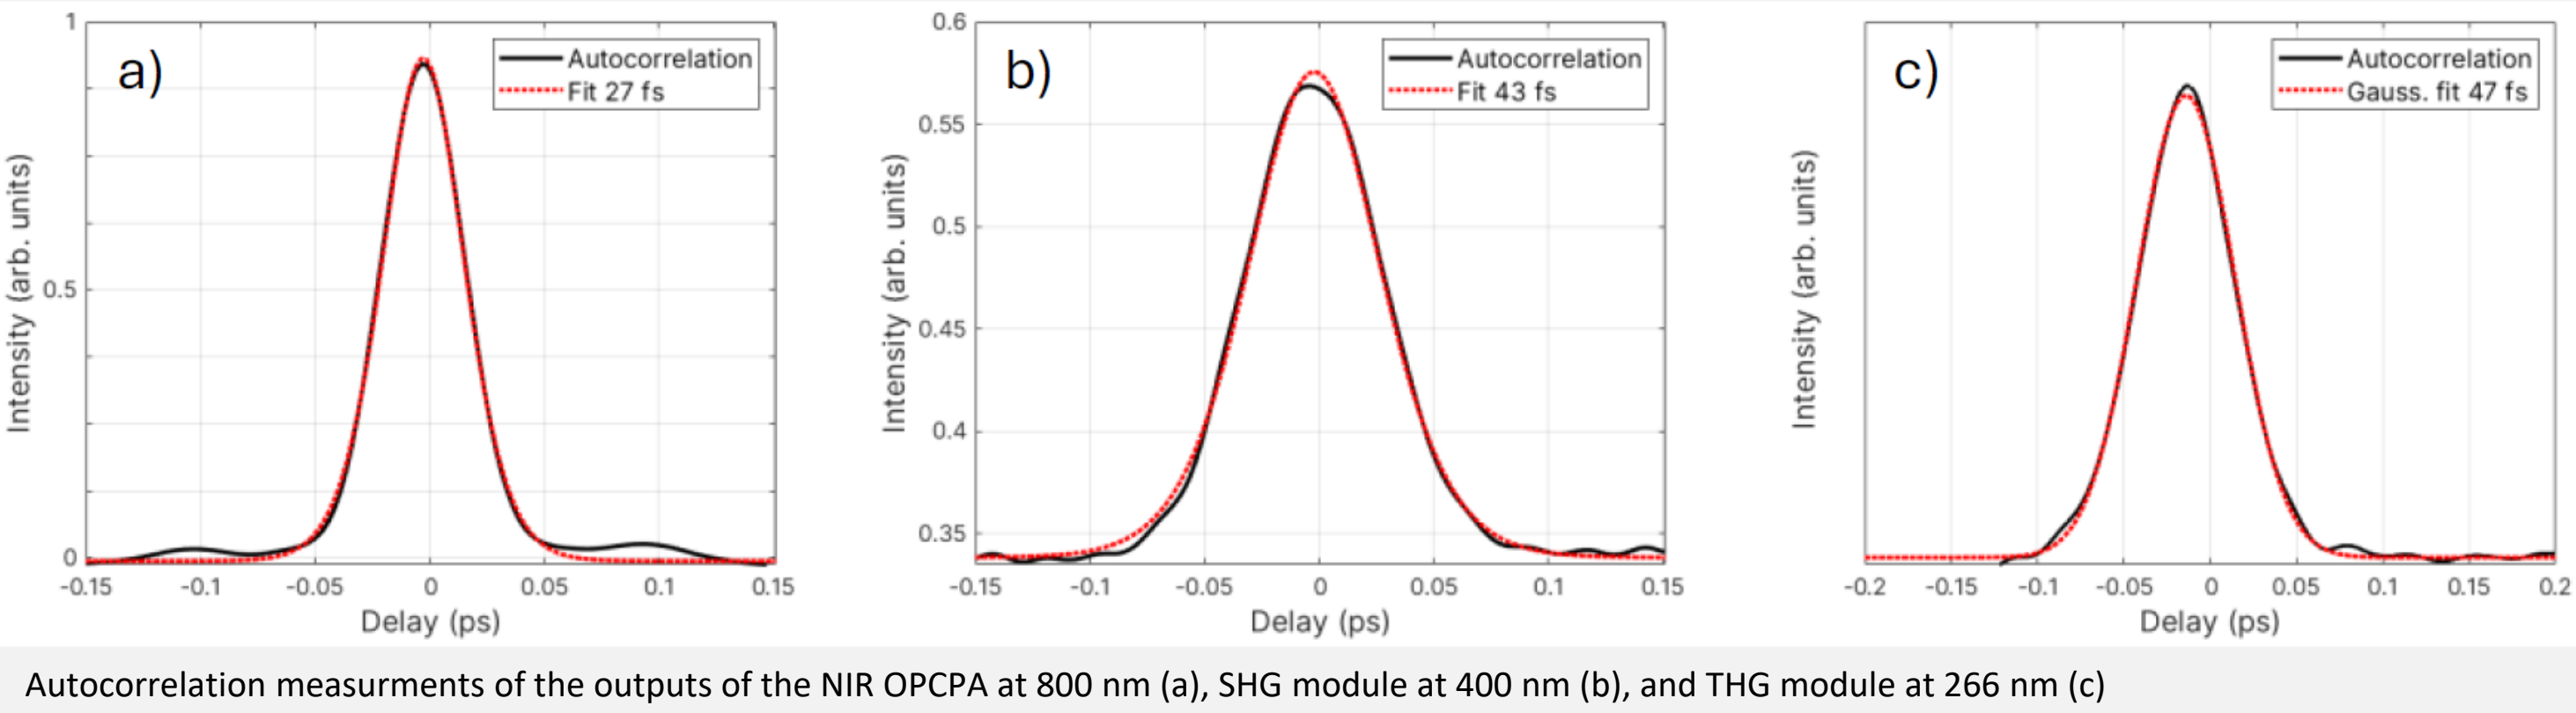 a)
Autocorrelation
Fit 27 fs
1
0.5
0
-0.15 -0.1 -0.05 0 0.05 0.1 0.15
Intensity (arb. units)
Delay (ps)
b)
Autocorrelation
Fit 43 fs
0.6
0.55
0.5
0.45
0.4
0.35
-0.15 -0.1 -0.05 0 0.05 0.1 0.15
Intensity (arb. units)
Delay (ps)
c)
Autocorrelation
Gauss. fit 47 fs
-0.2 -0.15 -0.1 -0.05 0 0.05 0.1 0.15 0.2
Intensity (arb. units)
Delay (ps)
Autocorrelation measurments of the outputs of the NIR OPCPA at 800 nm (a), SHG module at 400 nm (b), and THG module at 266 nm (c)